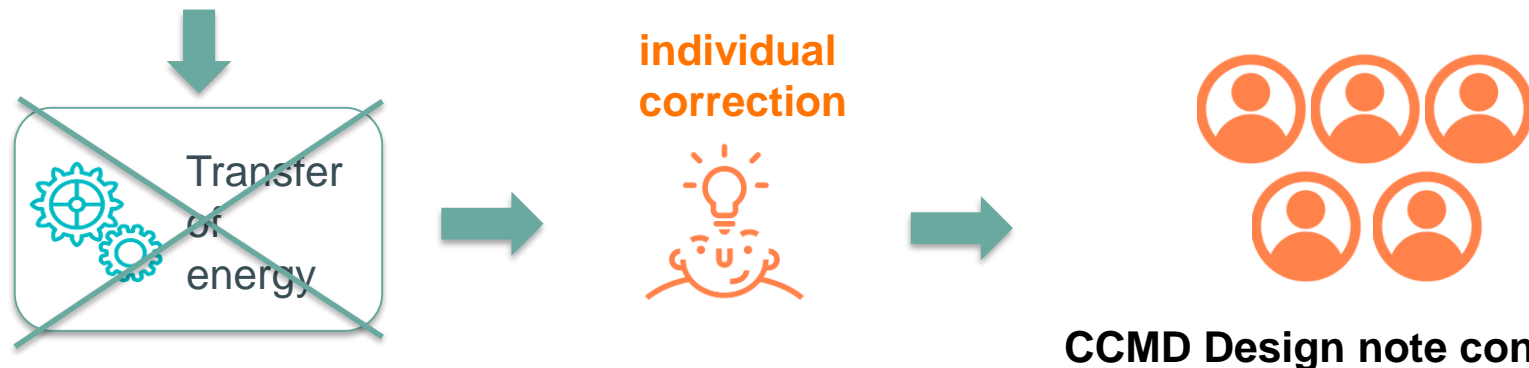 individual
correction
Transfer
of
energy
CCMD Design note con